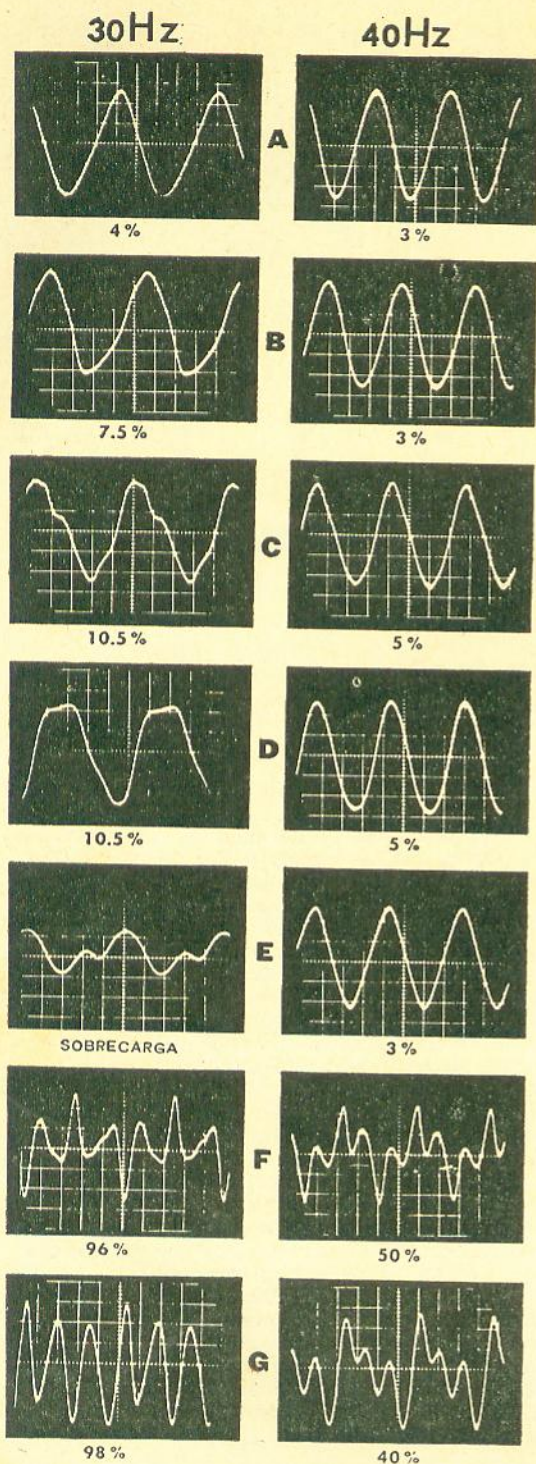 30Hz 40Hz
A
4% 3%
B
7.5% 3%
C
10.5% 5%
D
10.5% 5%
E
SOBRECARGA 3%
F
96% 50%
G
98% 40%